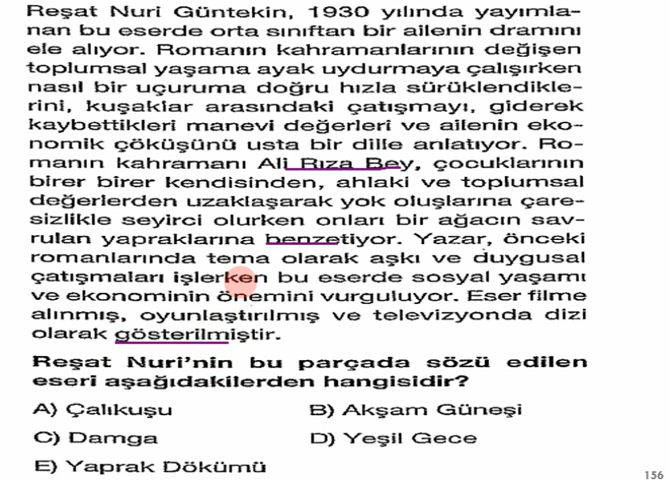 Reşat Nuri Güntekin, 1930 yılında yayımla-
nan bu eserde orta sınıftan bir ailenin dramını
ele alıyor. Romanın kahramanlarının değişen
toplumsal yaşama ayak uydurmaya çalışırken
nasıl bir uçuruma doğru hızla sürüklendikle-
rini, kuşaklar arasındaki çatışmayı, giderek
kaybettikleri manevi değerleri ve ailenin eko-
nomik çöküşünü usta bir dille anlatıyor. Ro-
manın kahramanı Ali Rıza Bey, çocuklarının
birer birer kendisinden, ahlaki ve toplumsal
değerlerden uzaklaşarak yok oluşlarına çare-
sizlikle seyirci olurken onları bir ağacın sav-
rulan yapraklarına benzetiyor. Yazar, önceki
romanlarında tema olarak aşkı ve duygusal
çatışmaları işlerken bu eserde sosyal yaşamı
ve ekonominin önemini vurguluyor. Eser filme
alınmış, oyunlaştırılmış ve televizyonda dizi
olarak gösterilmiştir.
Reşat Nuri'nin bu parçada sözü edilen
eseri aşağıdakilerden hangisidir?
A) Çalıkuşu B) Akşam Güneşi
C) Damga D) Yeşil Gece
E) Yaprak Dökümü
156